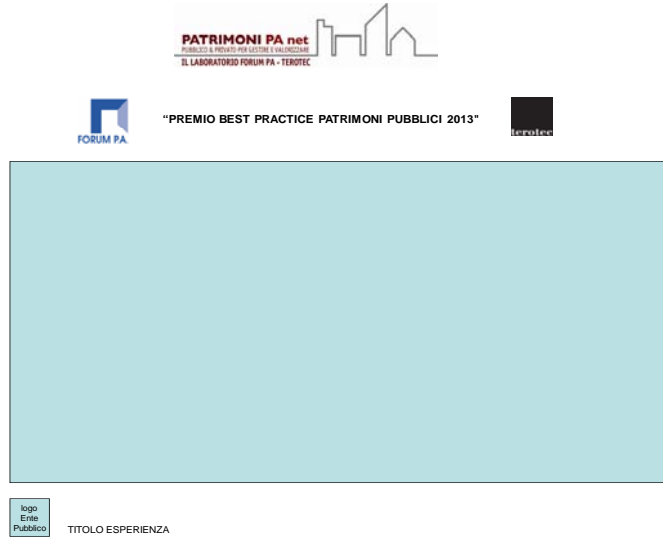 PATRIMONI PA net
PUBBLICO & PRIVATO PER GESTIRE E VALORIZZARE
IL LABORATORIO FORUM PA - TEROTEC
FORUM P.A.
“PREMIO BEST PRACTICE PATRIMONI PUBBLICI 2013"
terotec
logo
Ente
Pubblico
TITOLO ESPERIENZA